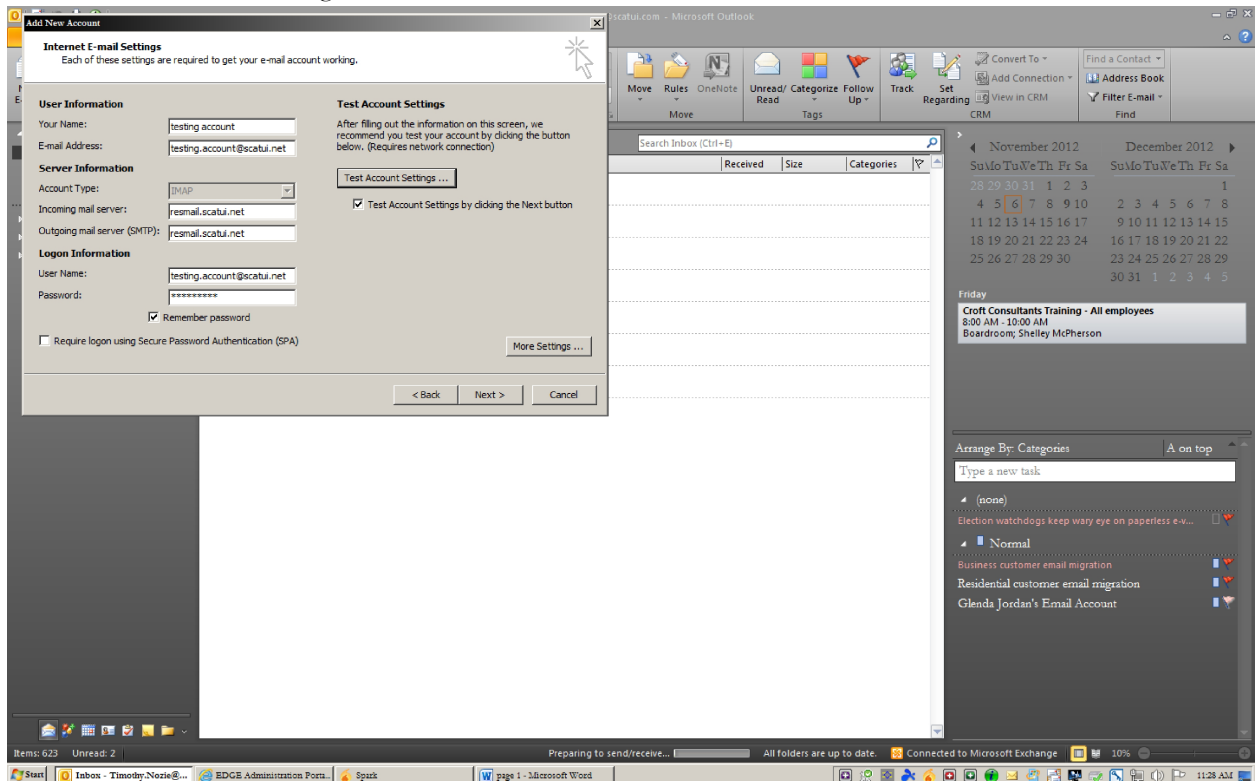 scatui.com - Microsoft Outlook
Add New Account
Internet E-mail Settings
Each of these settings are required to get your e-mail account working.
User Information
Your Name:
testing account
E-mail Address:
testing.account@scatui.net
Server Information
Account Type:
IMAP
Incoming mail server:
resmail.scatui.net
Outgoing mail server (SMTP):
resmail.scatui.net
Logon Information
User Name:
testing.account@scatui.net
Password:
*********
Remember password
Require logon using Secure Password Authentication (SPA)
Test Account Settings
After filling out the information on this screen, we
recommend you test your account by clicking the button
below. (Requires network connection)
Test Account Settings ...
Test Account Settings by clicking the Next button
More Settings ...
< Back
Next >
Cancel
Move
Rules
OneNote
Unread/
Read
Categorize
Follow
Up
Track
Set
Regarding
Convert To
Add Connection
View in CRM
Find a Contact
Address Book
Filter E-mail
Move
Tags
CRM
Find
Search Inbox (Ctrl+E)
Received
Size
Categories
November 2012
Su Mo Tu We Th Fr Sa
28 29 30 31 1 2 3
4 5 6 7 8 9 10
11 12 13 14 15 16 17
18 19 20 21 22 23 24
25 26 27 28 29 30
December 2012
Su Mo Tu We Th Fr Sa
1
2 3 4 5 6 7 8
9 10 11 12 13 14 15
16 17 18 19 20 21 22
23 24 25 26 27 28 29
30 31 1 2 3 4 5
Friday
Croft Consultants Training - All employees
8:00 AM - 10:00 AM
Boardroom; Shelley McPherson
Arrange By: Categories
A on top
Type a new task
(none)
Election watchdogs keep wary eye on paperless e-v...
Normal
Business customer email migration
Residential customer email migration
Glenda Jordan's Email Account
Items: 623
Unread: 2
Preparing to send/receive...
All folders are up to date.
Connected to Microsoft Exchange
10%
Start
Inbox - Timothy.Nozie@...
EDGE Administration Porta...
Spark
page 1 - Microsoft Word
11:28 AM